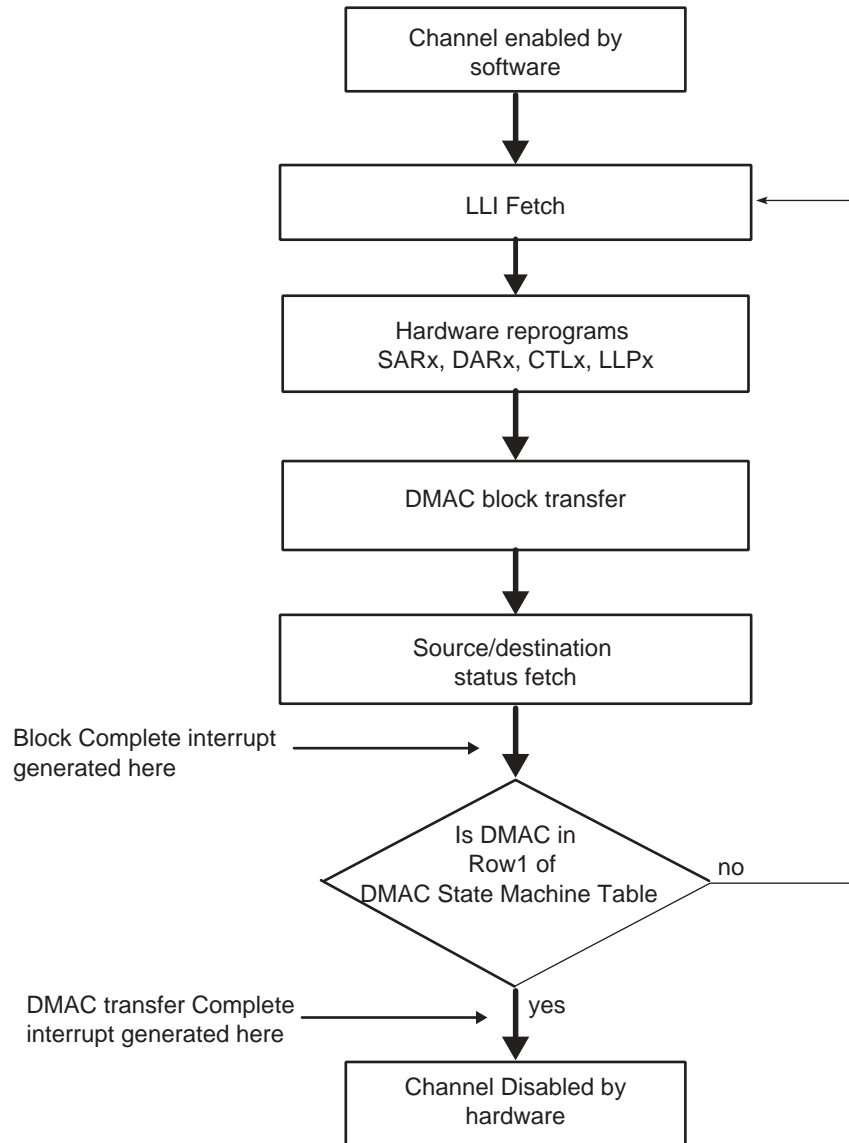 Channel enabled by
software
LLI Fetch
Hardware reprograms
SARx, DARx, CTLx, LLPx
DMAC block transfer
Source/destination
status fetch
Block Complete interrupt
generated here
Is DMAC in
Row1 of
DMAC State Machine Table
no
DMAC transfer Complete
interrupt generated here
yes
Channel Disabled by
hardware